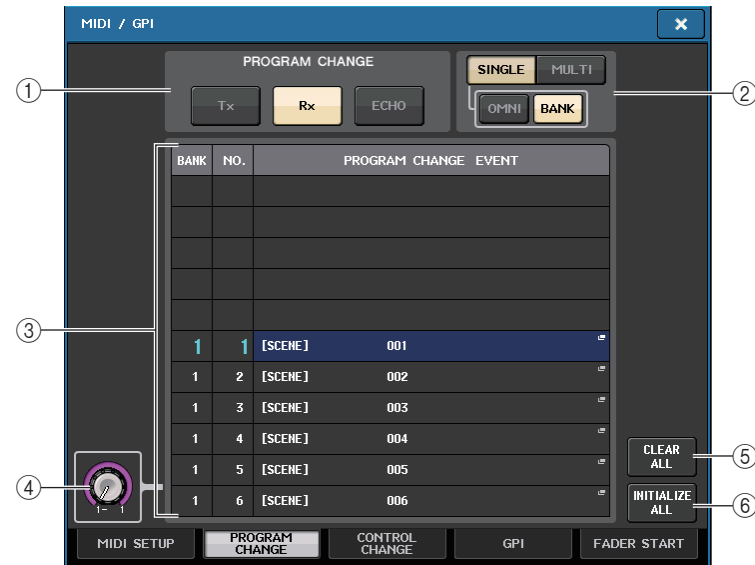 MIDI / GPI
PROGRAM CHANGE
Tx Rx ECHO
SINGLE MULTI
OMNI BANK
1
2
BANK NO. PROGRAM CHANGE EVENT
1 1 [SCENE] 001
1 2 [SCENE] 002
1 3 [SCENE] 003
1 4 [SCENE] 004
1 5 [SCENE] 005
1 6 [SCENE] 006
3
4
1- 1
CLEAR
ALL
5
INITIALIZE
ALL
6
MIDI SETUP
PROGRAM
CHANGE
CONTROL
CHANGE
GPI
FADER START